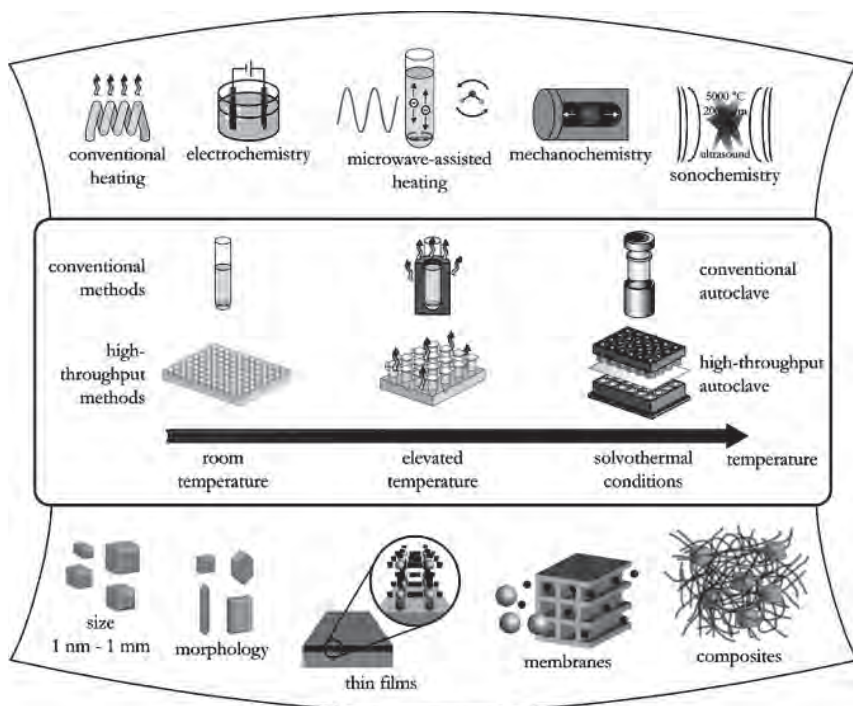 conventional
heating
electrochemistry
microwave-assisted
heating
mechanochemistry
5000 °C
ultrasound
sonochemistry
conventional
methods
conventional
autoclave
high-
throughput
methods
high-throughput
autoclave
room
temperature
elevated
temperature
solvothermal
conditions
temperature
size
1 nm - 1 mm
morphology
thin films
membranes
composites